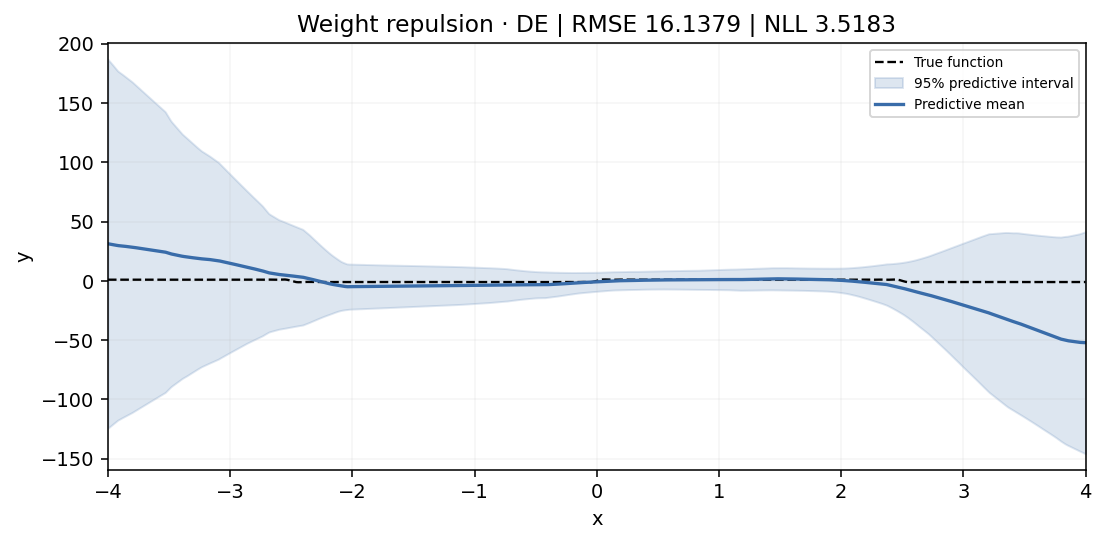 Weight repulsion · DE | RMSE 16.1379 | NLL 3.5183
True function
95% predictive interval
Predictive mean
200
150
100
50
0
−50
−100
−150
y
−4 −3 −2 −1 0 1 2 3 4
x